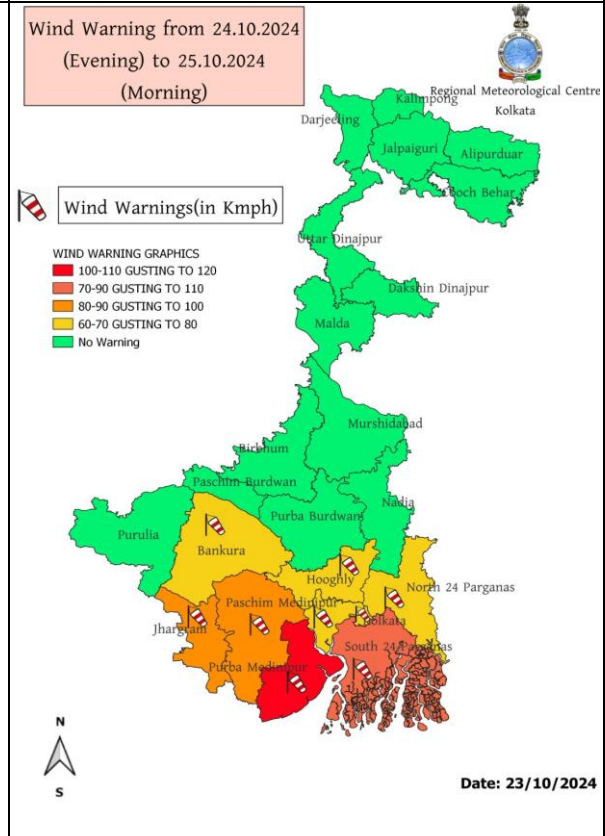 Wind Warning from 24.10.2024
(Evening) to 25.10.2024
(Morning)
Regional Meteorological Centre
Kolkata
Kalimpong
Darjeeling
Jalpaiguri
Alipurduar
Cooch Behar
Wind Warnings(in Kmph)
Uttar Dinajpur
WIND WARNING GRAPHICS
100-110 GUSTING TO 120
70-90 GUSTING TO 110
80-90 GUSTING TO 100
60-70 GUSTING TO 80
No Warning
Dakshin Dinajpur
Malda
Murshidabad
Birbhum
Paschim Burdwan
Nadia
Purba Burdwan
Purulia
Bankura
Hooghly
North 24 Parganas
Paschim Medinipur
Kolkata
Jhargram
South 24 Parganas
Purba Medinipur
N
S
Date: 23/10/2024